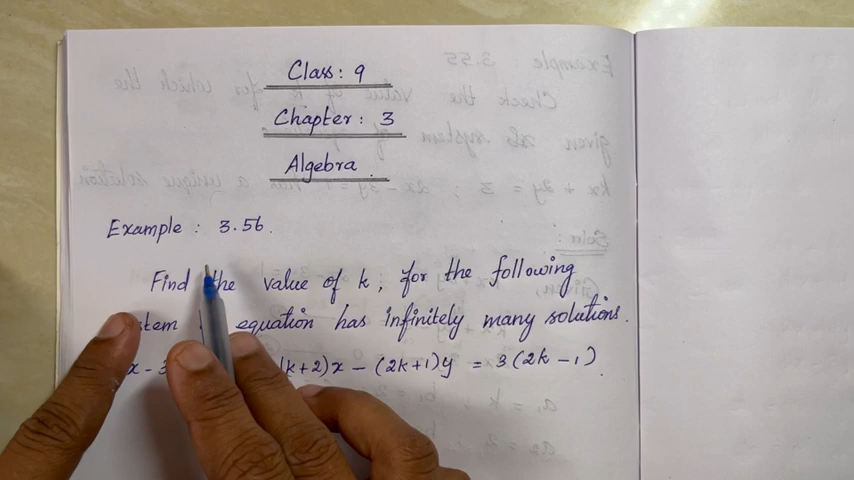 Class: 9
Chapter: 3
Algebra
Example: 3.56.
Find the value of k, for the following
equation has infinitely many solutions.
x - 3 (k+2)x - (2k+1)y = 3(2k-1)